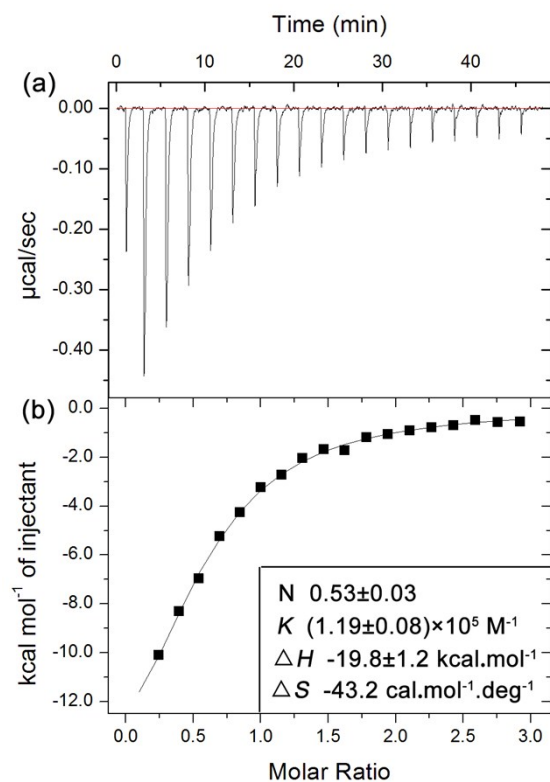 Time (min)
0 10 20 30 40
(a)
0.00
-0.10
-0.20
-0.30
-0.40
µcal/sec
(b)
0.0
-2.0
-4.0
-6.0
-8.0
-10.0
-12.0
kcal mol⁻¹ of injectant
N 0.53±0.03
K (1.19±0.08)×10⁵ M⁻¹
△H -19.8±1.2 kcal.mol⁻¹
△S -43.2 cal.mol⁻¹.deg⁻¹
0.0 0.5 1.0 1.5 2.0 2.5 3.0
Molar Ratio